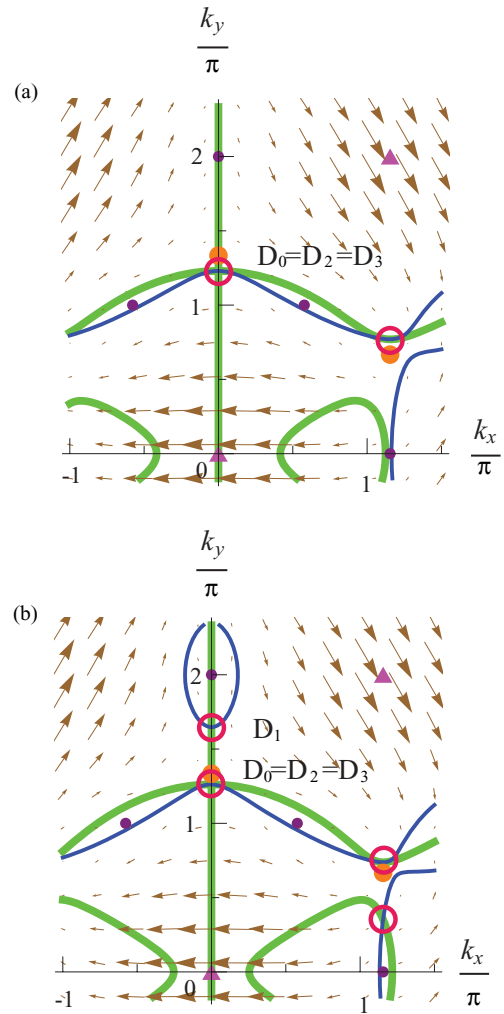 k_y
π
(a)
2
D₀=D₂=D₃
1
k_x
π
-1
0
1
k_y
π
(b)
2
D₁
D₀=D₂=D₃
1
k_x
π
-1
0
1